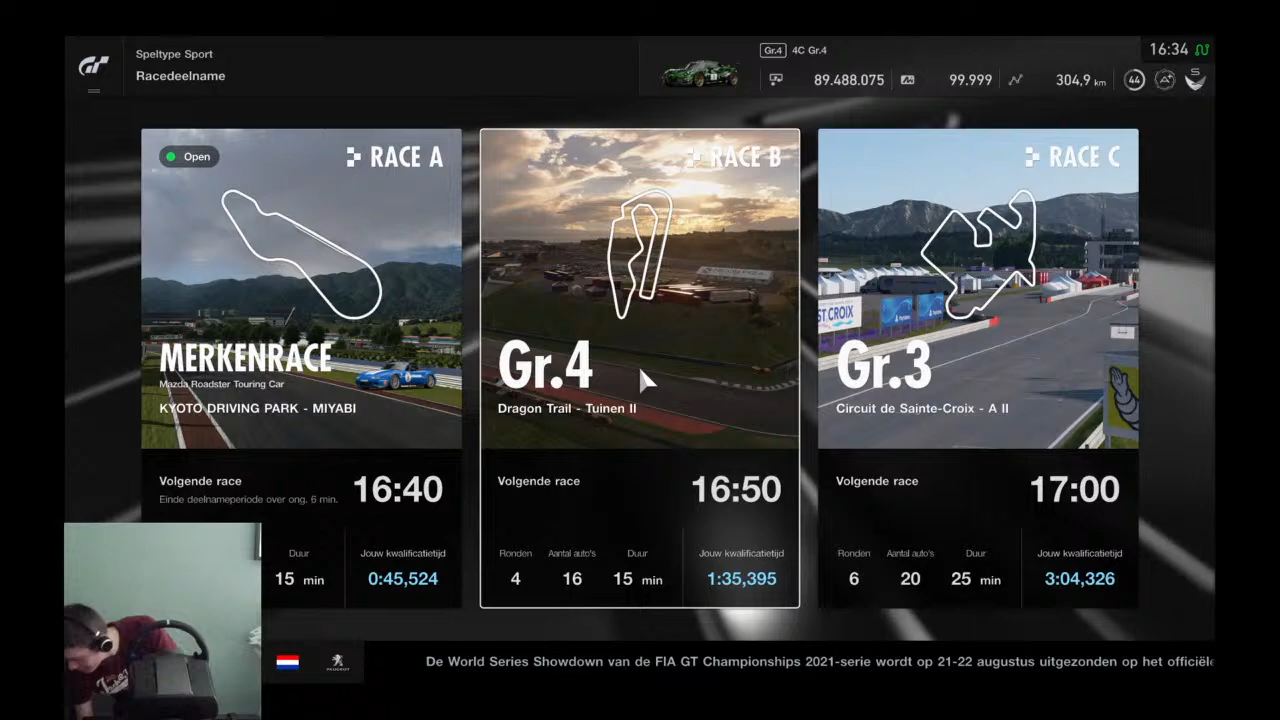 Speltype Sport
Racedeelname
Gr.4 4C Gr.4
89.488.075
99.999
304,9 km
44
S
16:34
Open
RACE A
MERKENRACE
Mazda Roadster Touring Car
KYOTO DRIVING PARK - MIYABI
Volgende race
Einde deelnameperiode over ong. 6 min.
16:40
Duur
15 min
Jouw kwalificatietijd
0:45,524
RACE B
Gr.4
Dragon Trail - Tuinen II
Volgende race
16:50
Ronden
4
Aantal auto's
16
Duur
15 min
Jouw kwalificatietijd
1:35,395
RACE C
ST.CROIX
Gr.3
Circuit de Sainte-Croix - A II
Volgende race
17:00
Ronden
6
Aantal auto's
20
Duur
25 min
Jouw kwalificatietijd
3:04,326
PEUGEOT
De World Series Showdown van de FIA GT Championships 2021-serie wordt op 21-22 augustus uitgezonden op het officiële